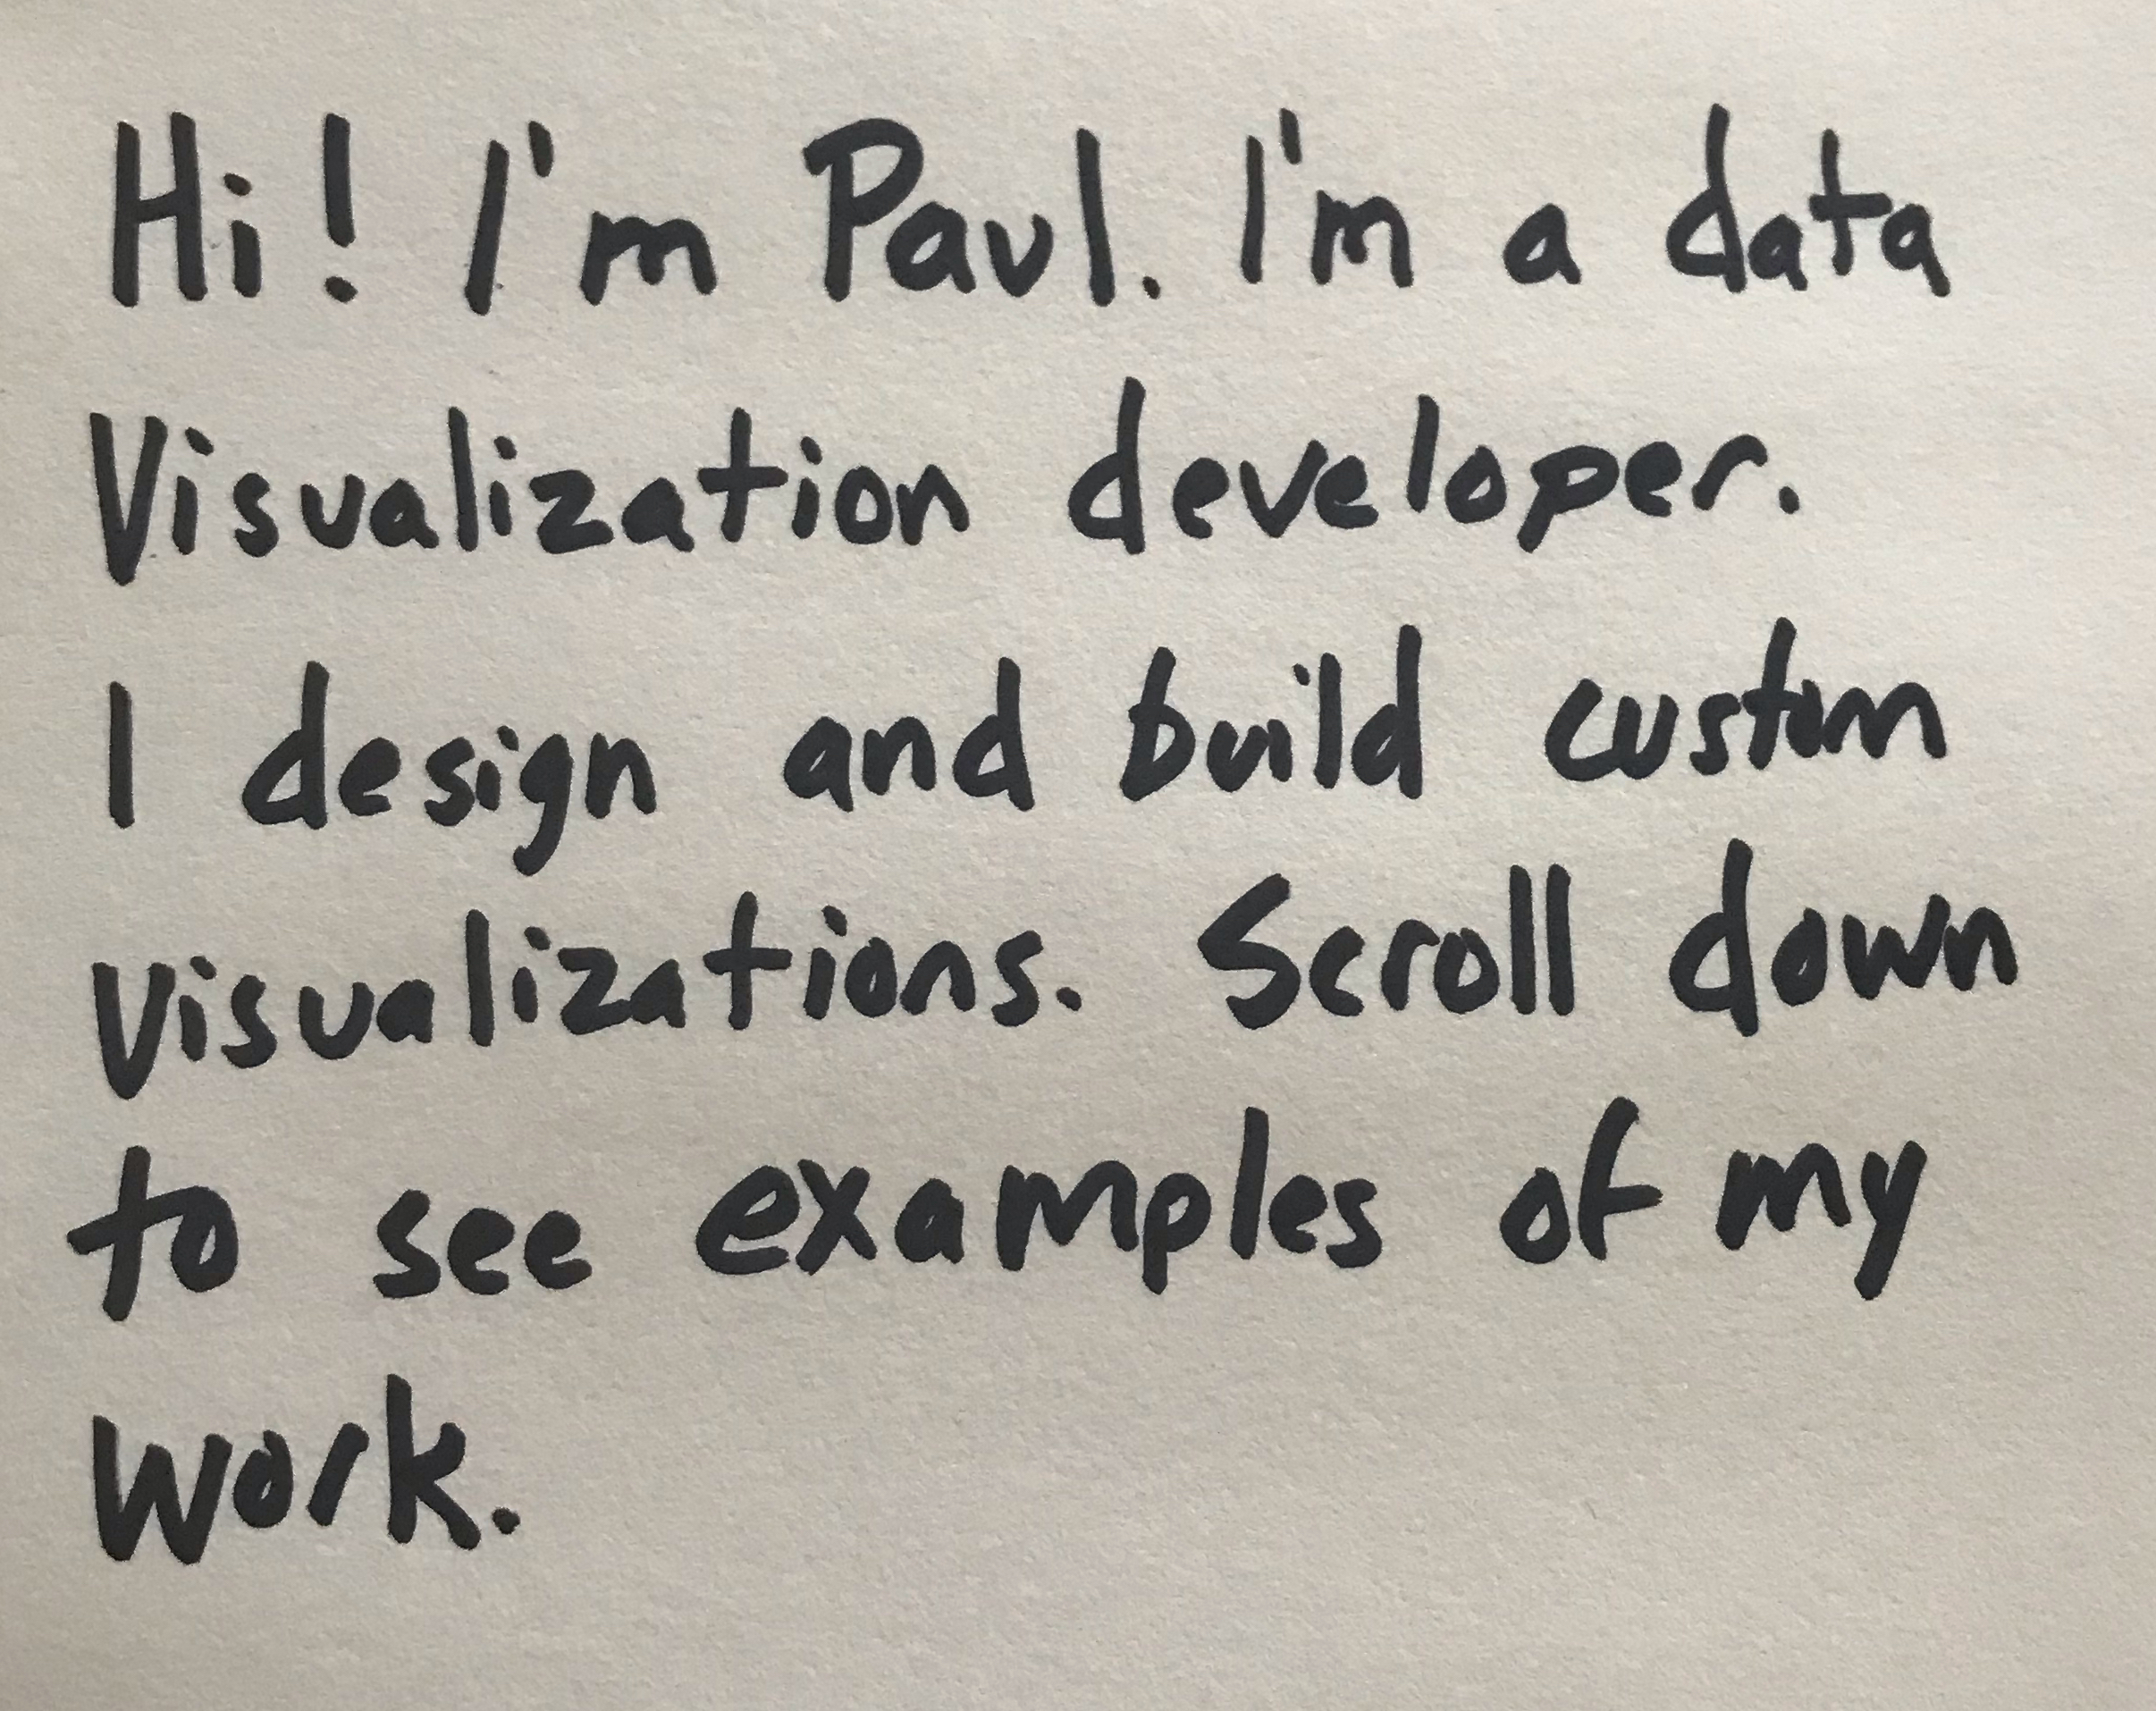 Hi! I'm Paul. I'm a data
Visualization developer.
I design and build custom
visualizations. Scroll down
to see examples of my
work.